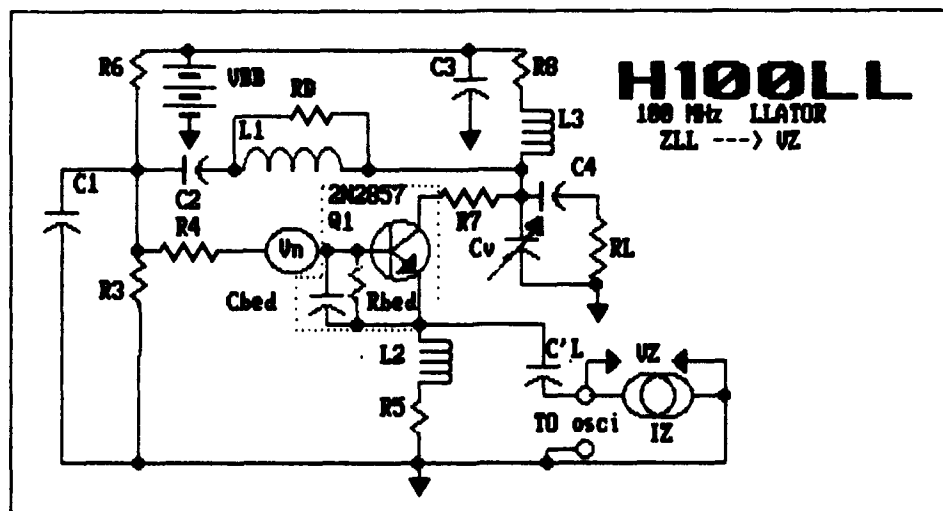 H100LL
100 MHz LLATOR
ZLL ---> VZ
R6
VBB
C3
R8
RD
L1
L3
C1
C2
2N2857
C4
R4
Q1
R7
Vn
Cv
RL
R3
Cbed
Rbed
L2
C'L
VZ
R5
TO osci
IZ